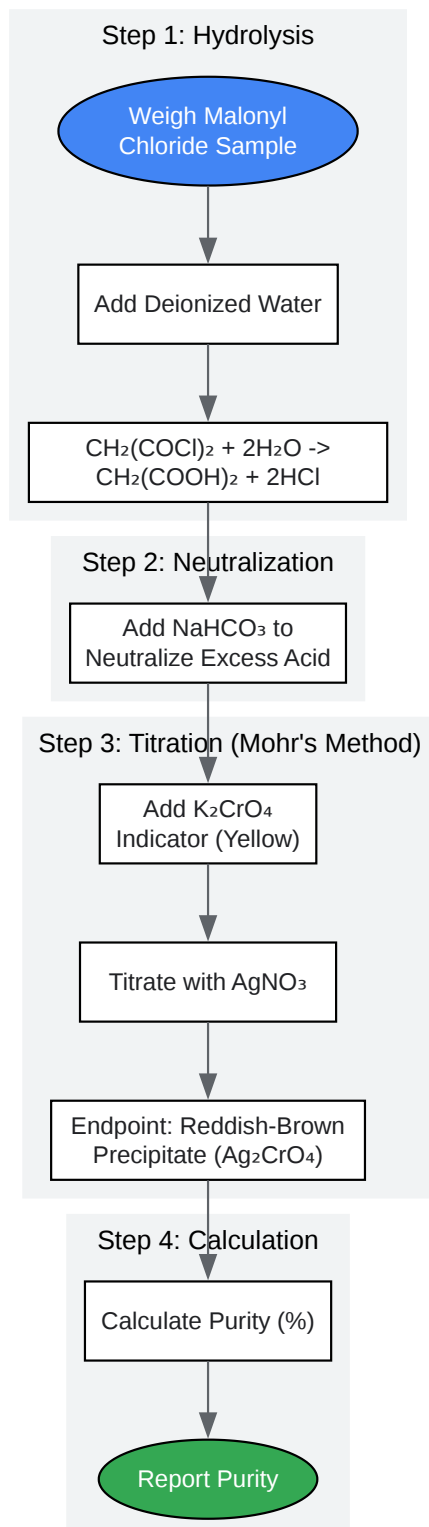 Step 1: Hydrolysis
Weigh Malonyl
Chloride Sample
Add Deionized Water
CH₂(COCl)₂ + 2H₂O ->
CH₂(COOH)₂ + 2HCl
Step 2: Neutralization
Add NaHCO₃ to
Neutralize Excess Acid
Step 3: Titration (Mohr's Method)
Add K₂CrO₄
Indicator (Yellow)
Titrate with AgNO₃
Endpoint: Reddish-Brown
Precipitate (Ag₂CrO₄)
Step 4: Calculation
Calculate Purity (%)
Report Purity